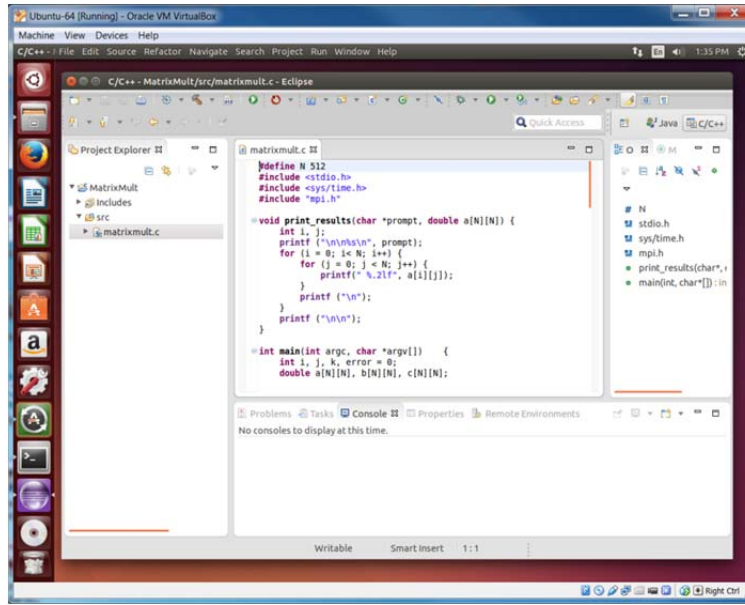 Ubuntu-64 [Running] - Oracle VM VirtualBox
Machine View Devices Help
C/C++ - File Edit Source Refactor Navigate Search Project Run Window Help En 1:35 PM
C/C++ - MatrixMult/src/matrixmult.c - Eclipse
Quick Access Java C/C++
Project Explorer matrixmult.c O M
MatrixMult
Includes
src
matrixmult.c
#define N 512
#include <stdio.h>
#include <sys/time.h>
#include "mpi.h"
void print_results(char *prompt, double a[N][N]) {
int i, j;
printf ("\n\n%s\n", prompt);
for (i = 0; i< N; i++) {
for (j = 0; j < N; j++) {
printf(" %.2lf", a[i][j]);
}
printf ("\n");
}
printf ("\n\n");
}
int main(int argc, char *argv[]) {
int i, j, k, error = 0;
double a[N][N], b[N][N], c[N][N];
# N
stdio.h
sys/time.h
mpi.h
print_results(char*,
main(int, char*[]) : in
Problems Tasks Console Properties Remote Environments
No consoles to display at this time.
Writable Smart Insert 1:1
Right Ctrl